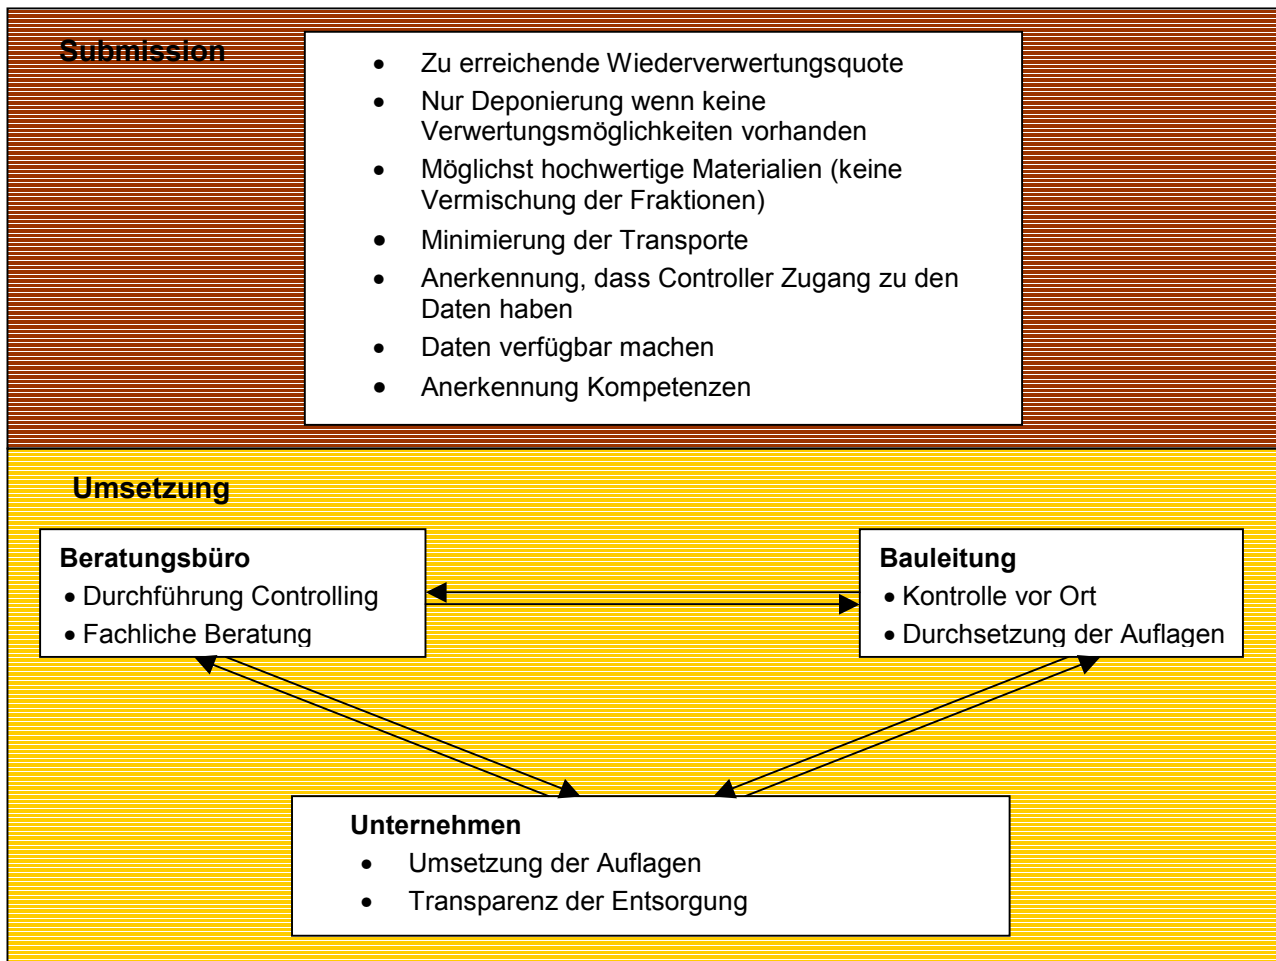 Submission
• Zu erreichende Wiederverwertungsquote
• Nur Deponierung wenn keine
Verwertungsmöglichkeiten vorhanden
• Möglichst hochwertige Materialien (keine
Vermischung der Fraktionen)
• Minimierung der Transporte
• Anerkennung, dass Controller Zugang zu den
Daten haben
• Daten verfügbar machen
• Anerkennung Kompetenzen
Umsetzung
Beratungsbüro
• Durchführung Controlling
• Fachliche Beratung
Bauleitung
• Kontrolle vor Ort
• Durchsetzung der Auflagen
Unternehmen
• Umsetzung der Auflagen
• Transparenz der Entsorgung